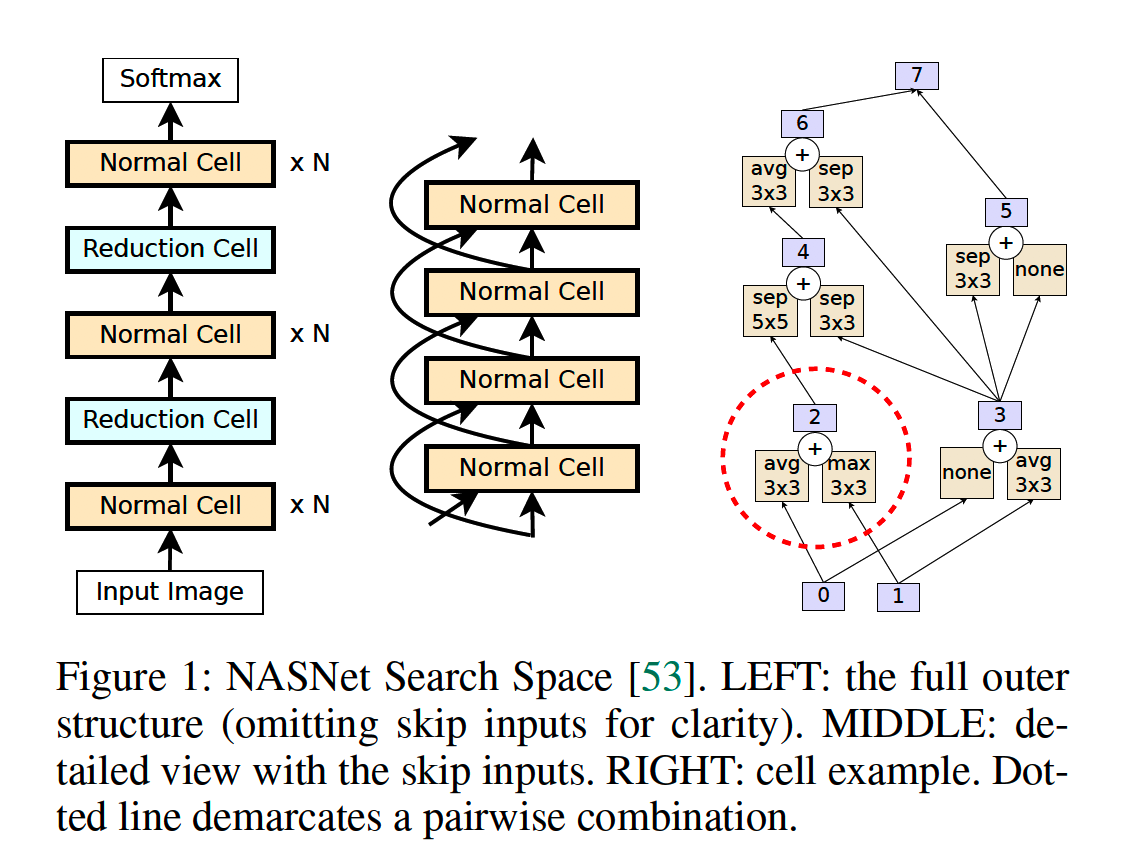 Softmax
Normal Cell x N
Reduction Cell
Normal Cell x N
Reduction Cell
Normal Cell x N
Input Image
Normal Cell
Normal Cell
Normal Cell
Normal Cell
7
6
+
avg 3x3
sep 3x3
5
+
sep 3x3
none
4
+
sep 5x5
sep 3x3
2
+
avg 3x3
max 3x3
3
+
none
avg 3x3
0
1
Figure 1: NASNet Search Space [53]. LEFT: the full outer
structure (omitting skip inputs for clarity). MIDDLE: de-
tailed view with the skip inputs. RIGHT: cell example. Dot-
ted line demarcates a pairwise combination.